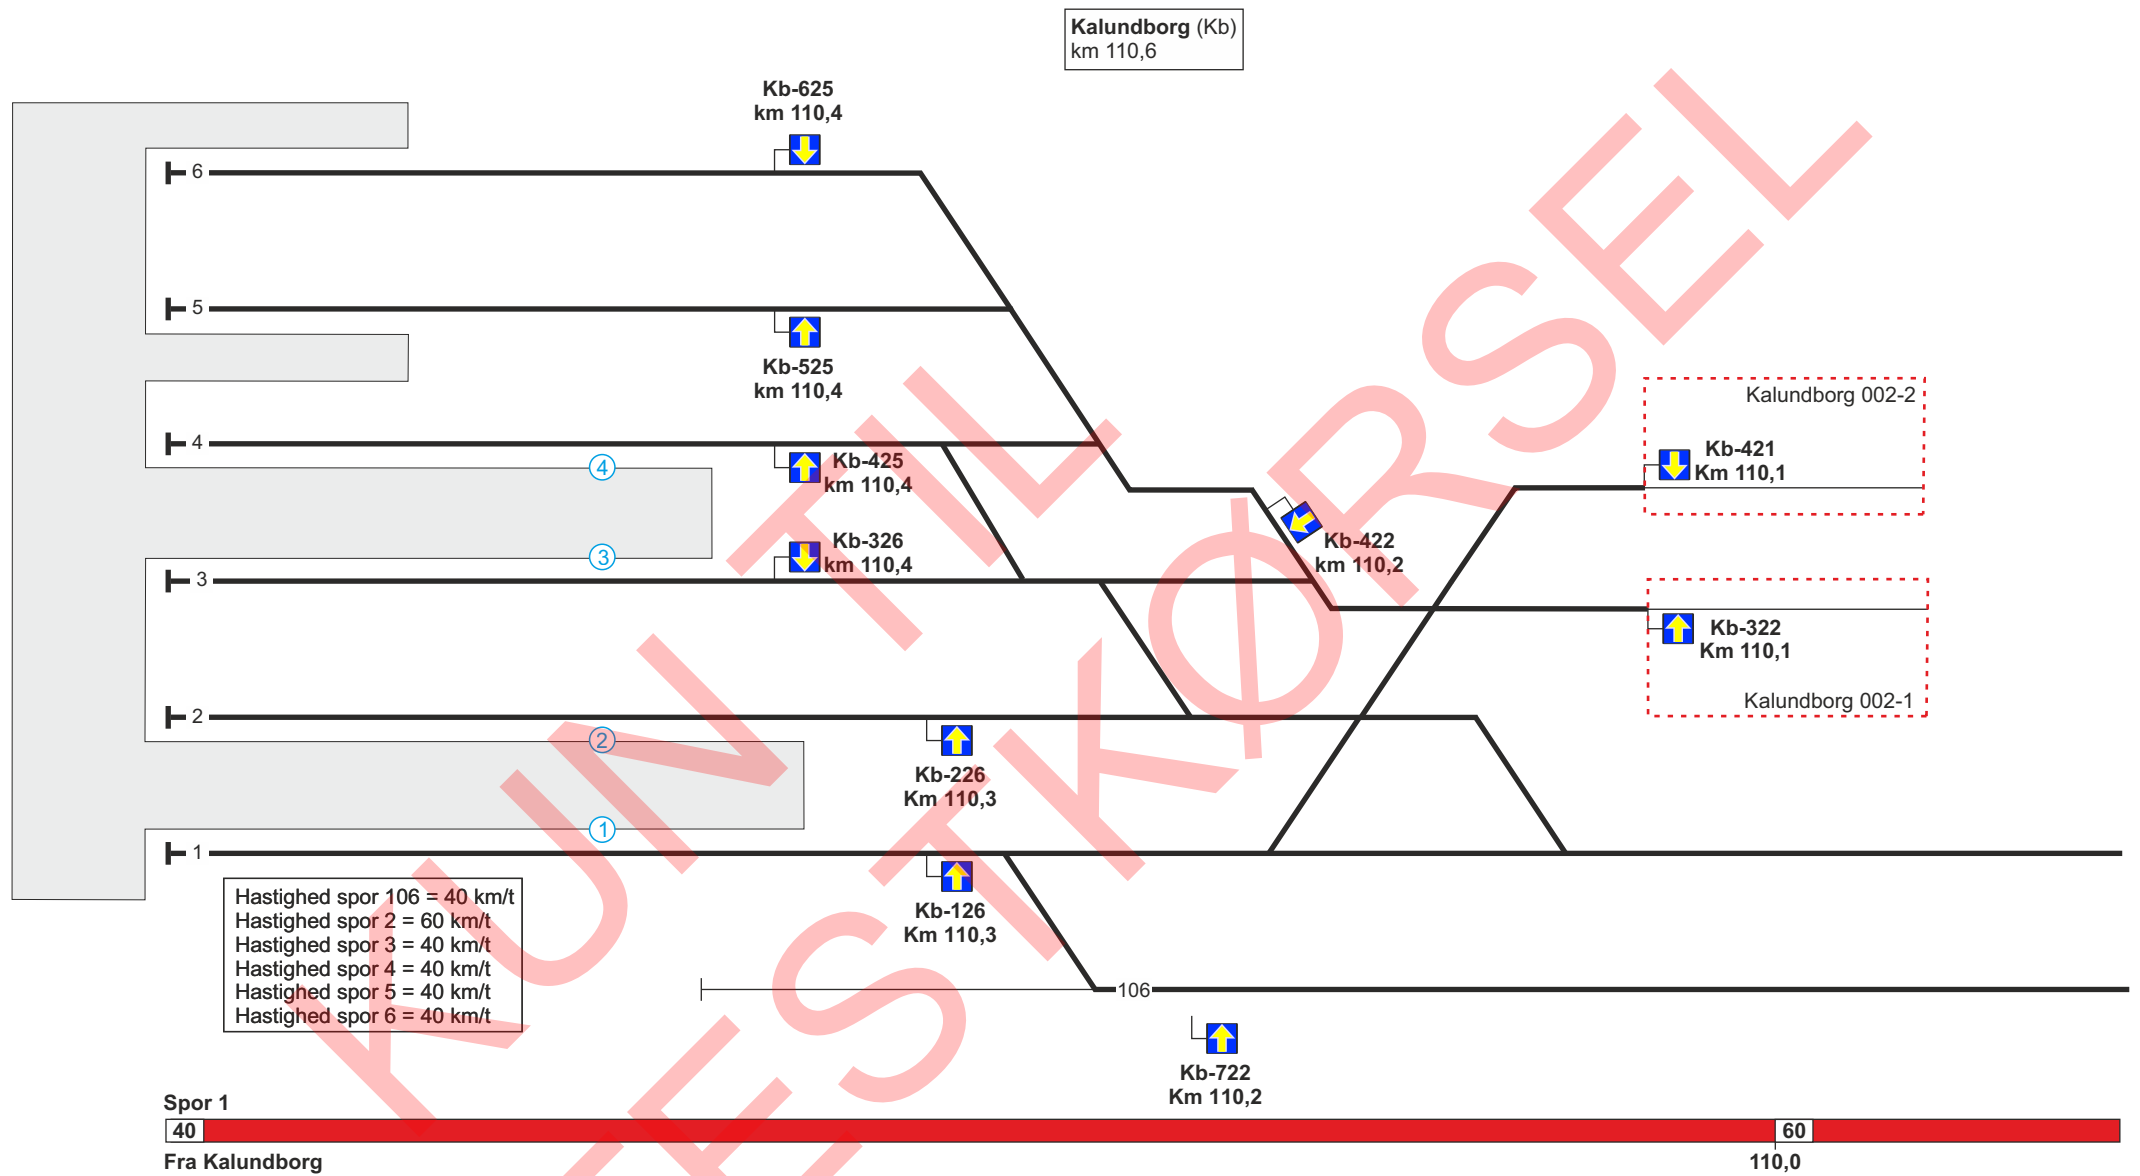 Kalundborg (Kb)
km 110,6
Kb-625
km 110,4
6
5
Kb-525
km 110,4
4
4
Kb-425
km 110,4
3
Kb-326
km 110,4
3
Kb-422
km 110,2
Kalundborg 002-2
Kb-421
Km 110,1
Kb-322
Km 110,1
Kalundborg 002-1
2
2
Kb-226
Km 110,3
1
1
Kb-126
Km 110,3
Hastighed spor 106 = 40 km/t
Hastighed spor 2 = 60 km/t
Hastighed spor 3 = 40 km/t
Hastighed spor 4 = 40 km/t
Hastighed spor 5 = 40 km/t
Hastighed spor 6 = 40 km/t
106
Kb-722
Km 110,2
Spor 1
40
60
Fra Kalundborg
110,0
KUN TIL
TESTKØRSEL